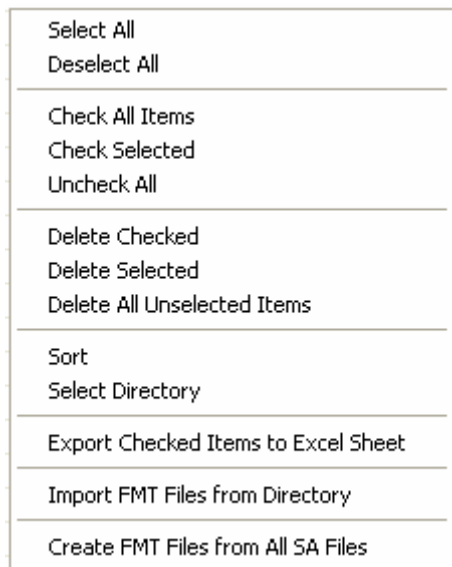 Select All
Deselect All
Check All Items
Check Selected
Uncheck All
Delete Checked
Delete Selected
Delete All Unselected Items
Sort
Select Directory
Export Checked Items to Excel Sheet
Import FMT Files from Directory
Create FMT Files from All SA Files